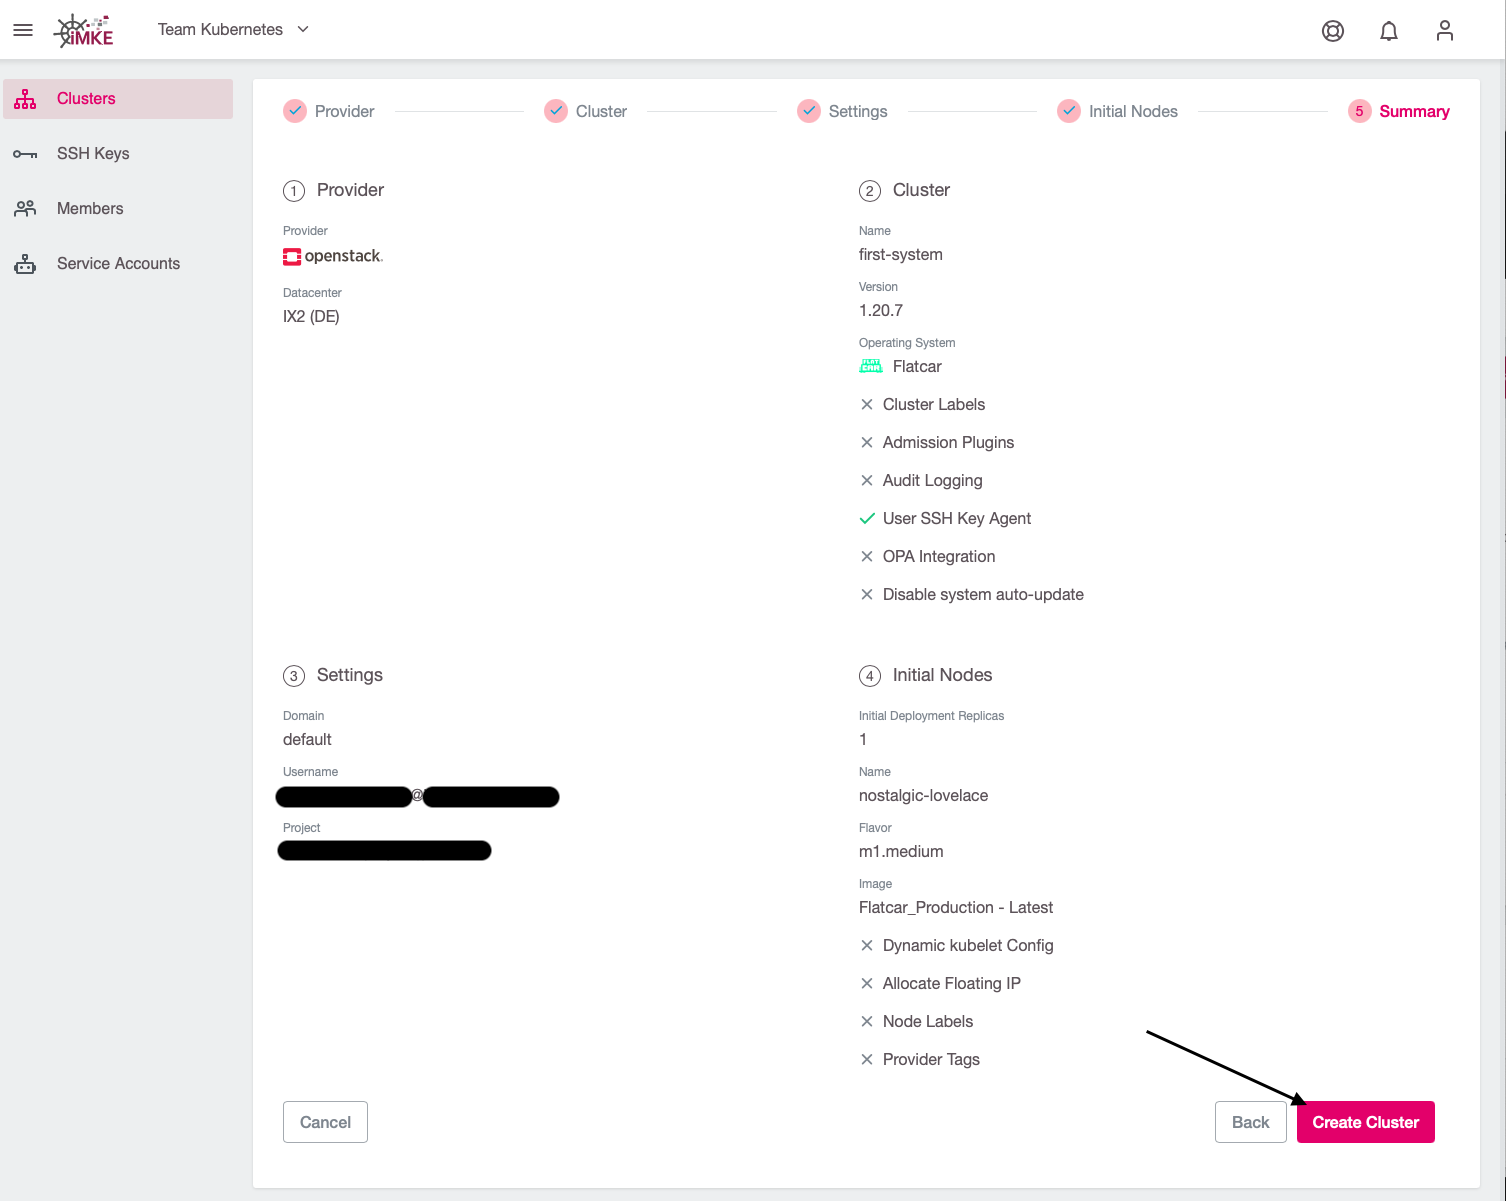 iMKE
Team Kubernetes
Clusters
SSH Keys
Members
Service Accounts
Provider
Cluster
Settings
Initial Nodes
5 Summary
1 Provider
Provider
openstack.
Datacenter
IX2 (DE)
2 Cluster
Name
first-system
Version
1.20.7
Operating System
Flatcar
Cluster Labels
Admission Plugins
Audit Logging
User SSH Key Agent
OPA Integration
Disable system auto-update
3 Settings
Domain
default
Username
@
Project
4 Initial Nodes
Initial Deployment Replicas
1
Name
nostalgic-lovelace
Flavor
m1.medium
Image
Flatcar_Production - Latest
Dynamic kubelet Config
Allocate Floating IP
Node Labels
Provider Tags
Cancel
Back
Create Cluster